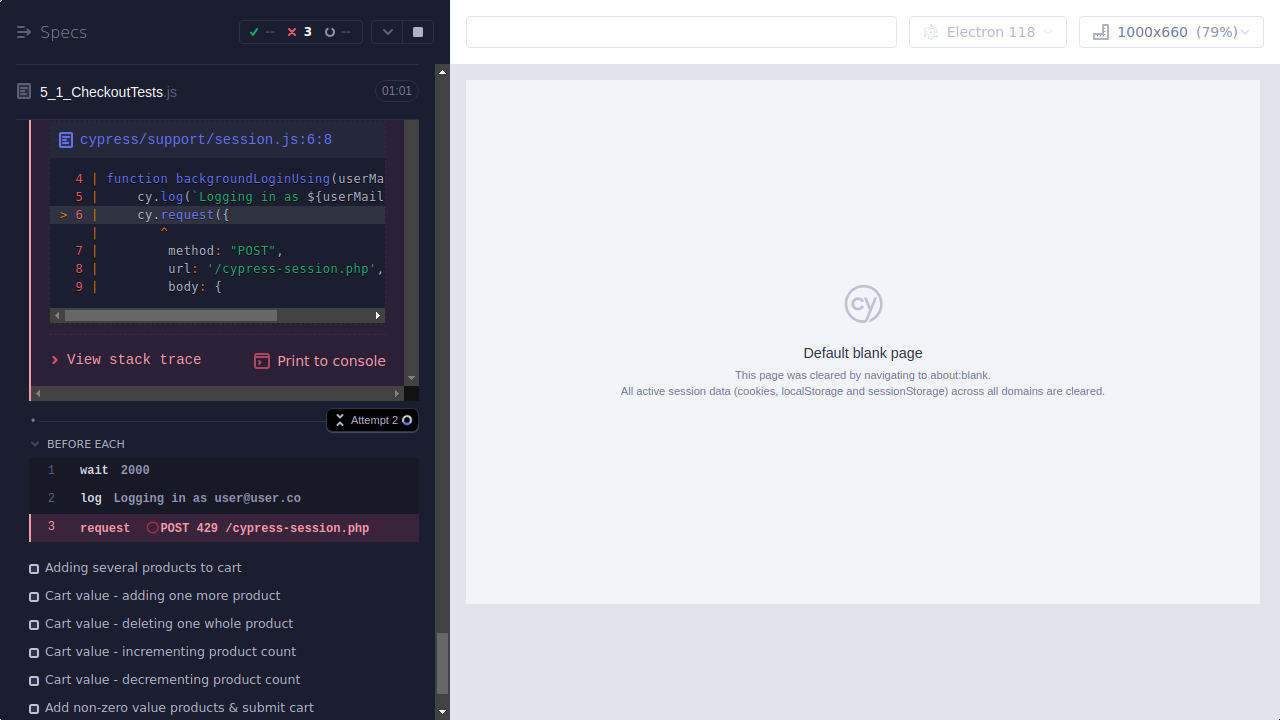 Specs
--
3
--
Electron 118
1000x660 (79%)
5_1_CheckoutTests.js
01:01
cypress/support/session.js:6:8
4 | function backgroundLoginUsing(userMa
5 |     cy.log(`Logging in as ${userMail
> 6 |     cy.request({
|        ^
7 |         method: "POST",
8 |         url: '/cypress-session.php',
9 |         body: {
View stack trace
Print to console
Attempt 2
BEFORE EACH
1 wait 2000
2 log Logging in as user@user.co
3 request POST 429 /cypress-session.php
Adding several products to cart
Cart value - adding one more product
Cart value - deleting one whole product
Cart value - incrementing product count
Cart value - decrementing product count
Add non-zero value products & submit cart
cy
Default blank page
This page was cleared by navigating to about:blank.
All active session data (cookies, localStorage and sessionStorage) across all domains are cleared.